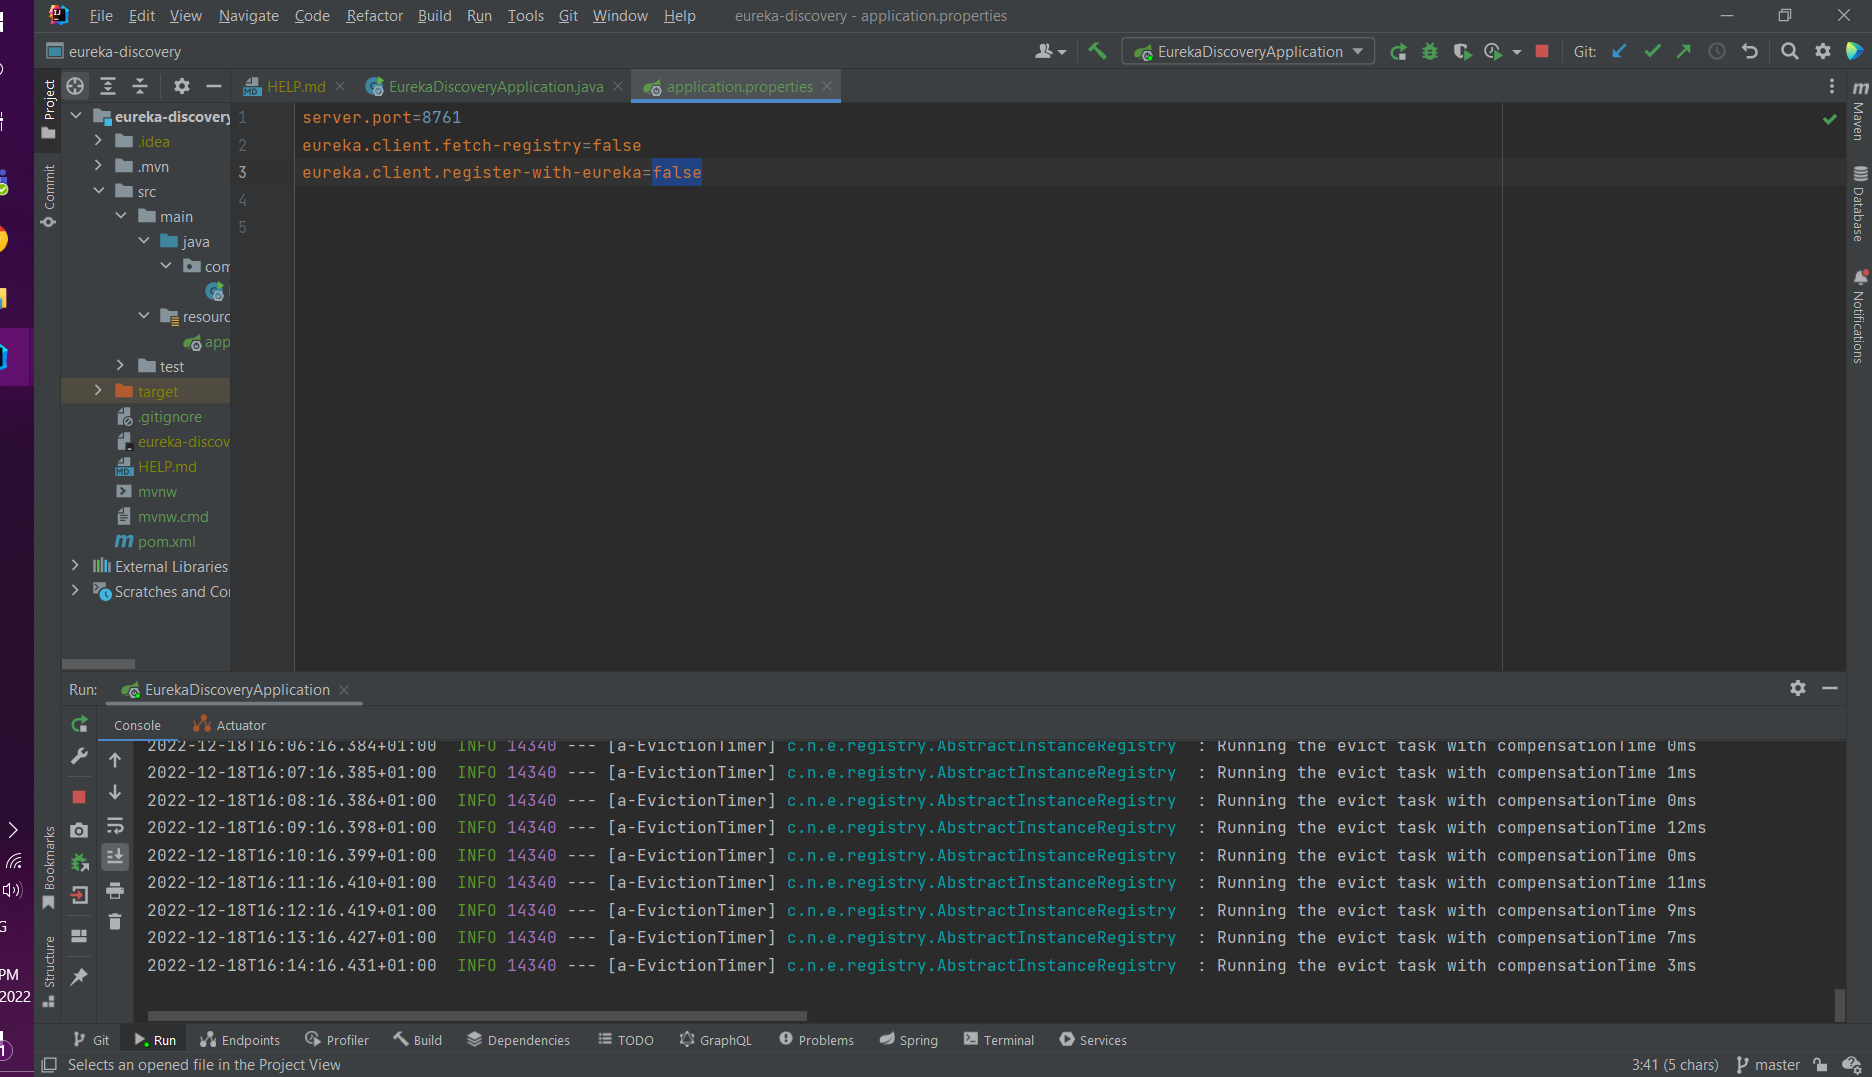 File Edit View Navigate Code Refactor Build Run Tools Git Window Help eureka-discovery - application.properties
eureka-discovery EurekaDiscoveryApplication Git:
HELP.md EurekaDiscoveryApplication.java application.properties
Project
Commit
Bookmarks
Structure
eureka-discovery
.idea
.mvn
src
main
java
com
resourc
app
test
target
.gitignore
eureka-discov
HELP.md
mvnw
mvnw.cmd
pom.xml
External Libraries
Scratches and Co
1 server.port=8761
2 eureka.client.fetch-registry=false
3 eureka.client.register-with-eureka=false
4
5
Maven
Database
Notifications
Run: EurekaDiscoveryApplication
Console Actuator
2022-12-18T16:06:16.384+01:00 INFO 14340 --- [a-EvictionTimer] c.n.e.registry.AbstractInstanceRegistry : Running the evict task with compensationTime 0ms
2022-12-18T16:07:16.385+01:00 INFO 14340 --- [a-EvictionTimer] c.n.e.registry.AbstractInstanceRegistry : Running the evict task with compensationTime 1ms
2022-12-18T16:08:16.386+01:00 INFO 14340 --- [a-EvictionTimer] c.n.e.registry.AbstractInstanceRegistry : Running the evict task with compensationTime 0ms
2022-12-18T16:09:16.398+01:00 INFO 14340 --- [a-EvictionTimer] c.n.e.registry.AbstractInstanceRegistry : Running the evict task with compensationTime 12ms
2022-12-18T16:10:16.399+01:00 INFO 14340 --- [a-EvictionTimer] c.n.e.registry.AbstractInstanceRegistry : Running the evict task with compensationTime 0ms
2022-12-18T16:11:16.410+01:00 INFO 14340 --- [a-EvictionTimer] c.n.e.registry.AbstractInstanceRegistry : Running the evict task with compensationTime 11ms
2022-12-18T16:12:16.419+01:00 INFO 14340 --- [a-EvictionTimer] c.n.e.registry.AbstractInstanceRegistry : Running the evict task with compensationTime 9ms
2022-12-18T16:13:16.427+01:00 INFO 14340 --- [a-EvictionTimer] c.n.e.registry.AbstractInstanceRegistry : Running the evict task with compensationTime 7ms
2022-12-18T16:14:16.431+01:00 INFO 14340 --- [a-EvictionTimer] c.n.e.registry.AbstractInstanceRegistry : Running the evict task with compensationTime 3ms
PM
2022
Git Run Endpoints Profiler Build Dependencies TODO GraphQL Problems Spring Terminal Services
Selects an opened file in the Project View 3:41 (5 chars) master